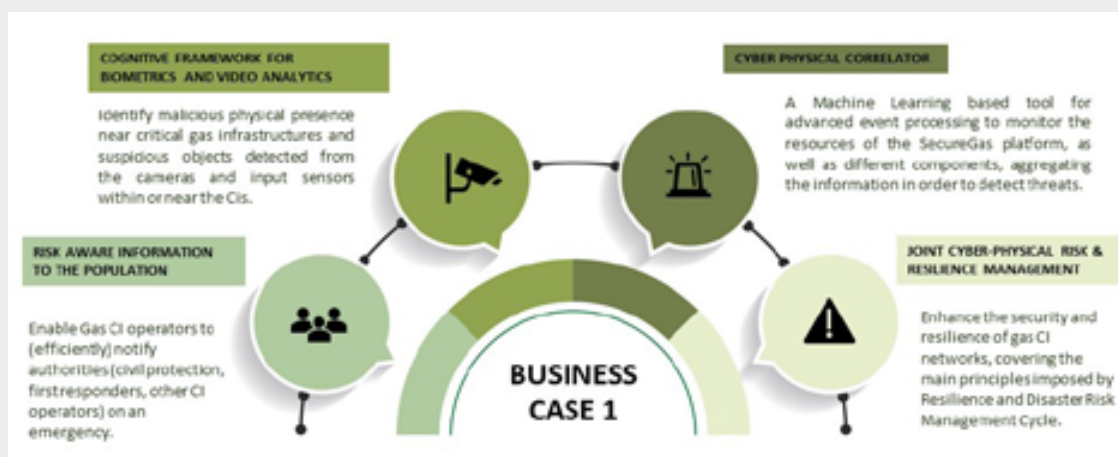 COGNITIVE FRAMEWORK FOR
BIOMETRICS AND VIDEO ANALYTICS
Identify malicious physical presence
near critical gas infrastructures and
suspicious objects detected from
the cameras and input sensors
within or near the CIs.
CYBER PHYSICAL CORRELATOR
A Machine Learning based tool for
advanced event processing to monitor the
resources of the SecureGas platform, as
well as different components, aggregating
the information in order to detect threats.
RISK AWARE INFORMATION
TO THE POPULATION
Enable Gas CI operators to
(efficiently) notify
authorities (civil protection,
first responders, other CI
operators) on an
emergency.
JOINT CYBER-PHYSICAL RISK &
RESILIENCE MANAGEMENT
Enhance the security and
resilience of gas CI
networks, covering the
main principles imposed by
Resilience and Disaster Risk
Management Cycle.
BUSINESS
CASE 1